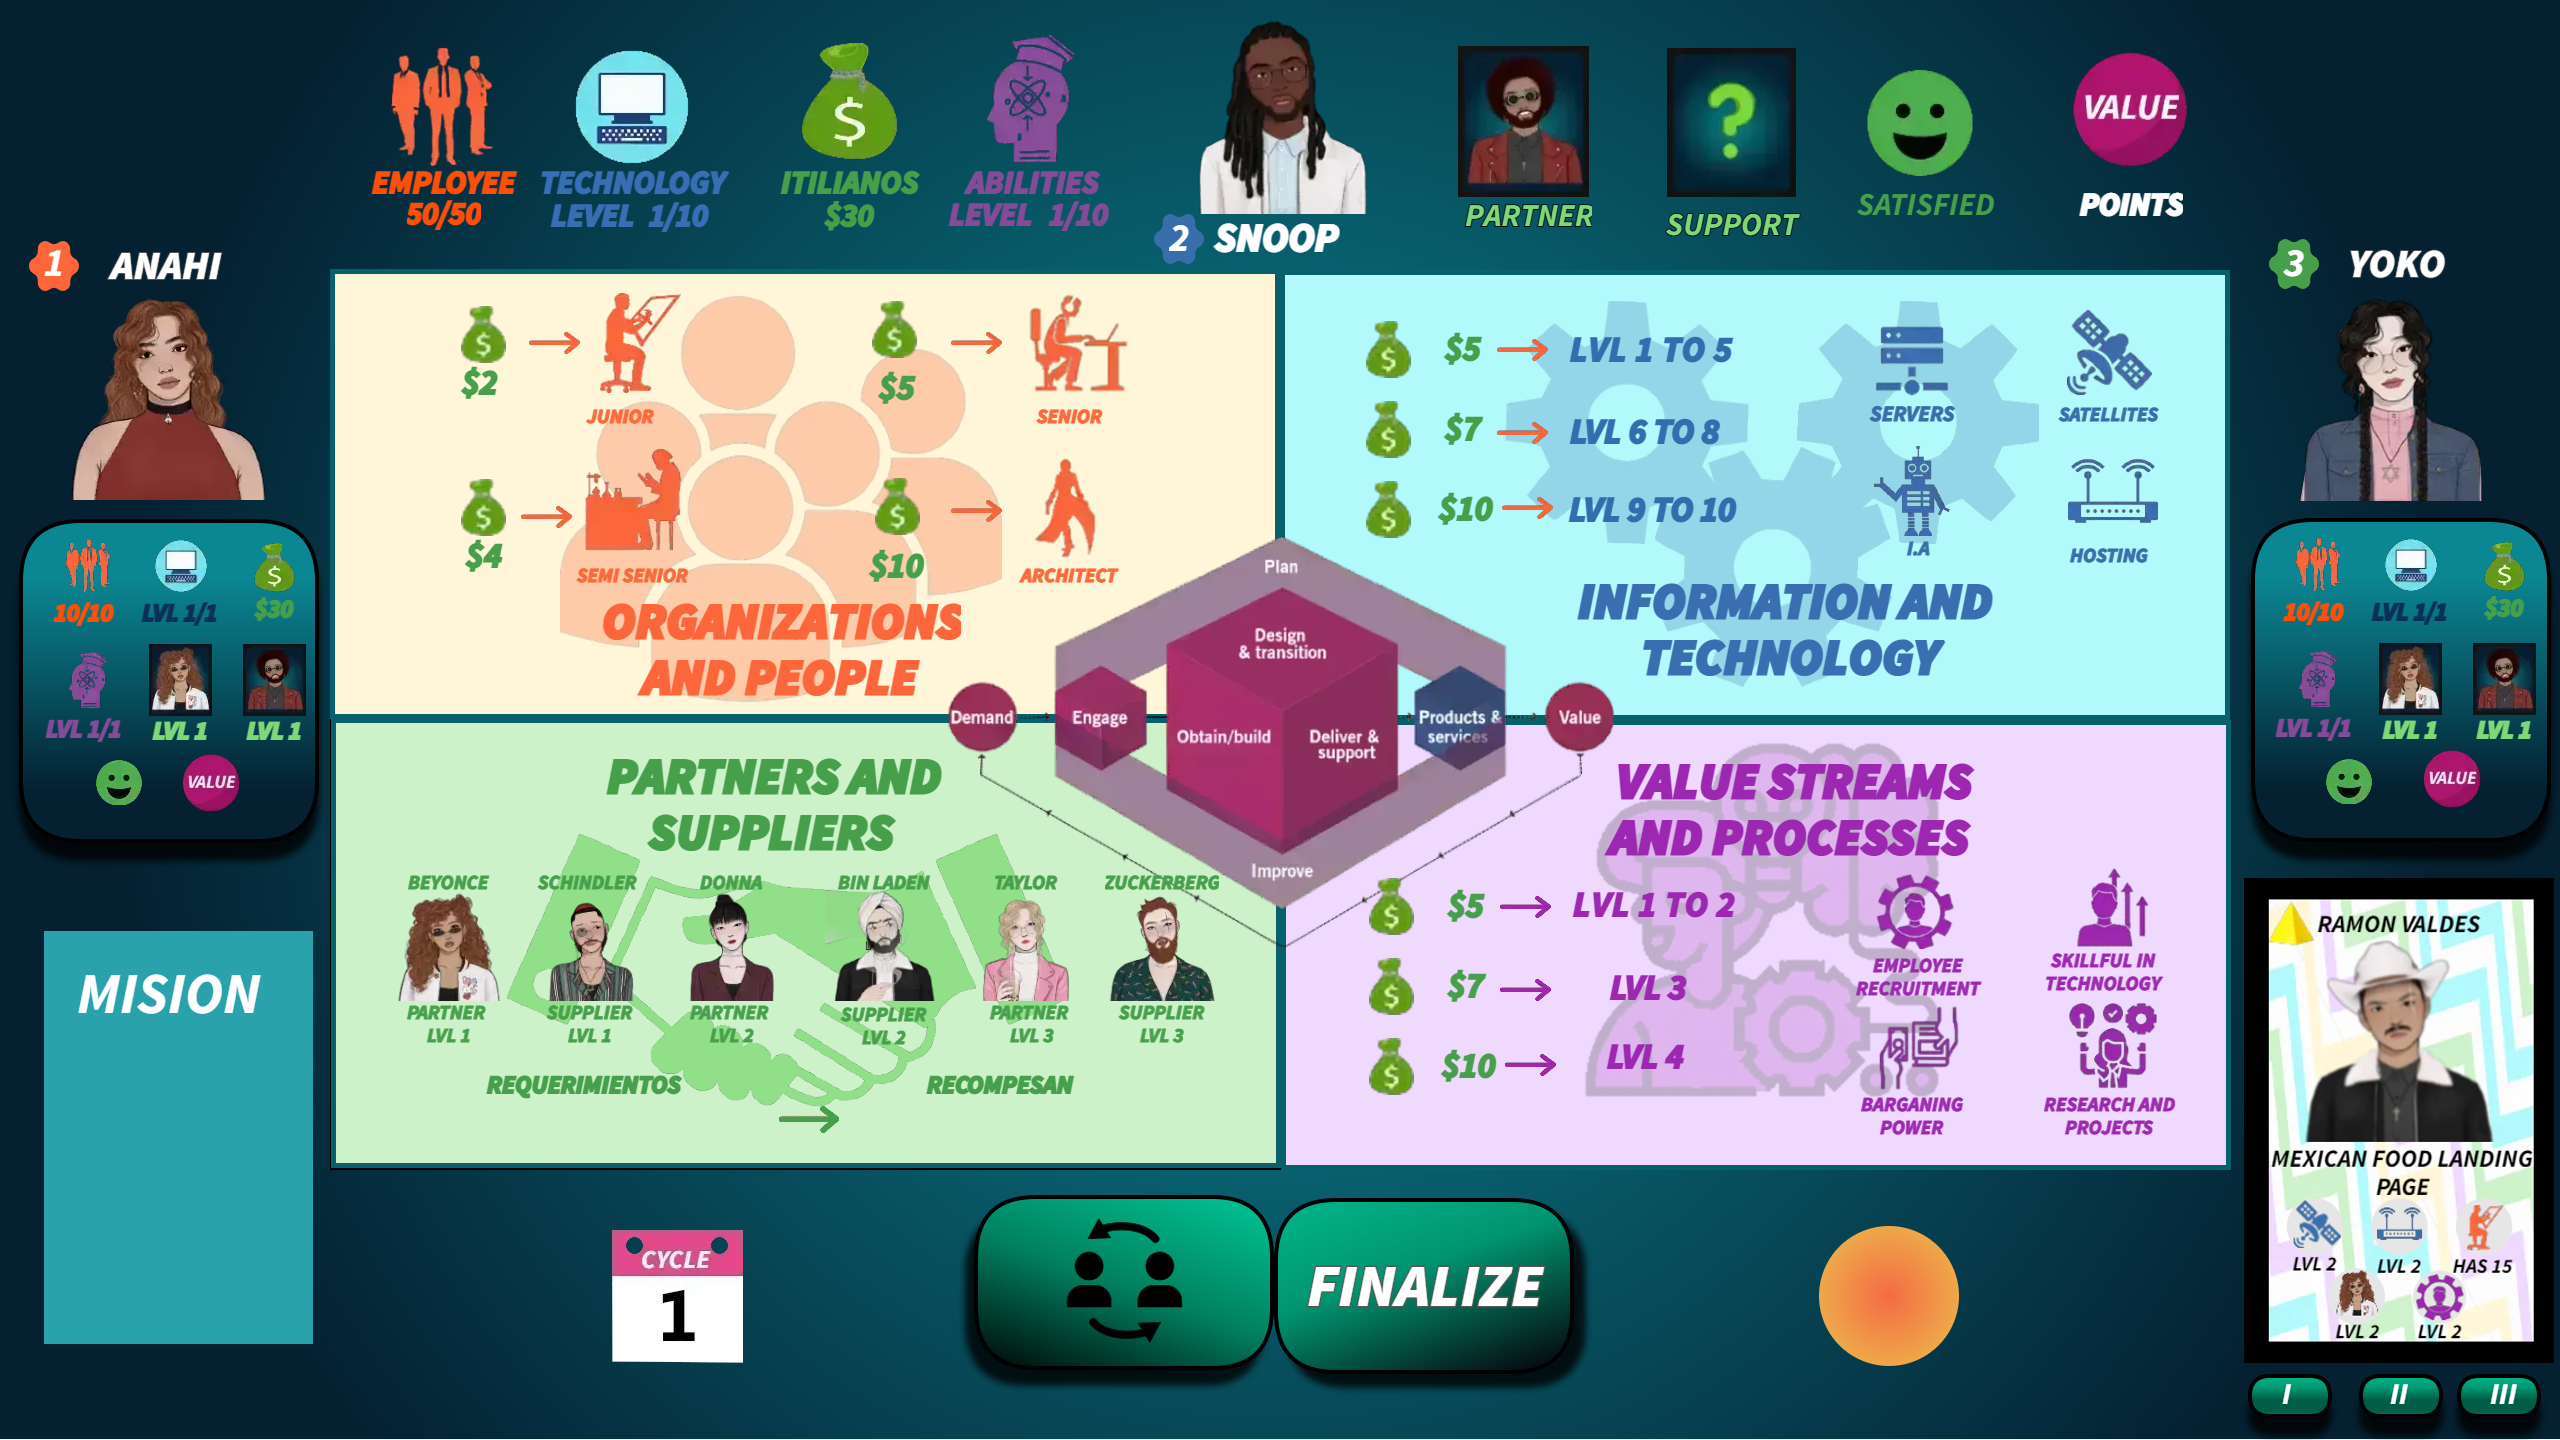 EMPLOYEE
50/50
TECHNOLOGY
LEVEL 1/10
$
ITILIANOS
$30
ABILITIES
LEVEL 1/10
2 SNOOP
PARTNER
?
SUPPORT
SATISFIED
VALUE
POINTS
1 ANAHI
10/10
LVL 1/1
$
$30
LVL 1/1
LVL 1
LVL 1
VALUE
MISION
$
$2
JUNIOR
$
$5
SENIOR
$
$4
SEMI SENIOR
$
$10
ARCHITECT
ORGANIZATIONS
AND PEOPLE
$ $5 LVL 1 TO 5
$ $7 LVL 6 TO 8
$ $10 LVL 9 TO 10
SERVERS
SATELLITES
I.A
HOSTING
INFORMATION AND
TECHNOLOGY
Plan
Design
& transition
Demand
Engage
Obtain/build
Deliver &
support
Products &
services
Value
Improve
PARTNERS AND
SUPPLIERS
BEYONCE
PARTNER
LVL 1
SCHINDLER
SUPPLIER
LVL 1
DONNA
PARTNER
LVL 2
BIN LADEN
SUPPLIER
LVL 2
TAYLOR
PARTNER
LVL 3
ZUCKERBERG
SUPPLIER
LVL 3
REQUERIMIENTOS
RECOMPESAN
VALUE STREAMS
AND PROCESSES
$ $5 LVL 1 TO 2
$ $7 LVL 3
$ $10 LVL 4
EMPLOYEE
RECRUITMENT
SKILLFUL IN
TECHNOLOGY
BARGANING
POWER
RESEARCH AND
PROJECTS
3 YOKO
10/10
LVL 1/1
$
$30
LVL 1/1
LVL 1
LVL 1
VALUE
RAMON VALDES
MEXICAN FOOD LANDING
PAGE
LVL 2
LVL 2
HAS 15
LVL 2
LVL 2
CYCLE
1
FINALIZE
I
II
III